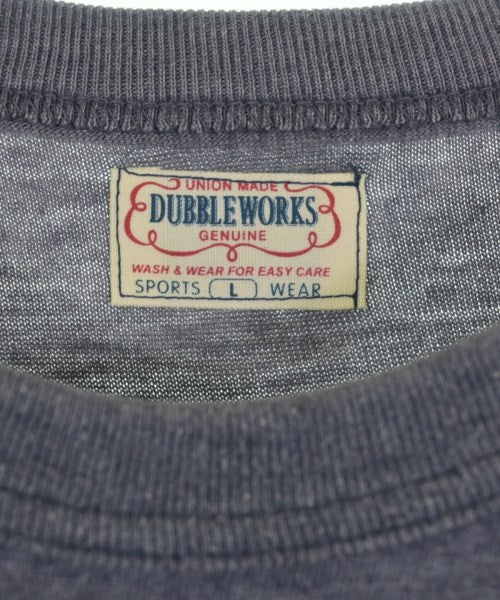 UNION MADE
DUBBLEWORKS
GENUINE
WASH & WEAR FOR EASY CARE
SPORTS L WEAR